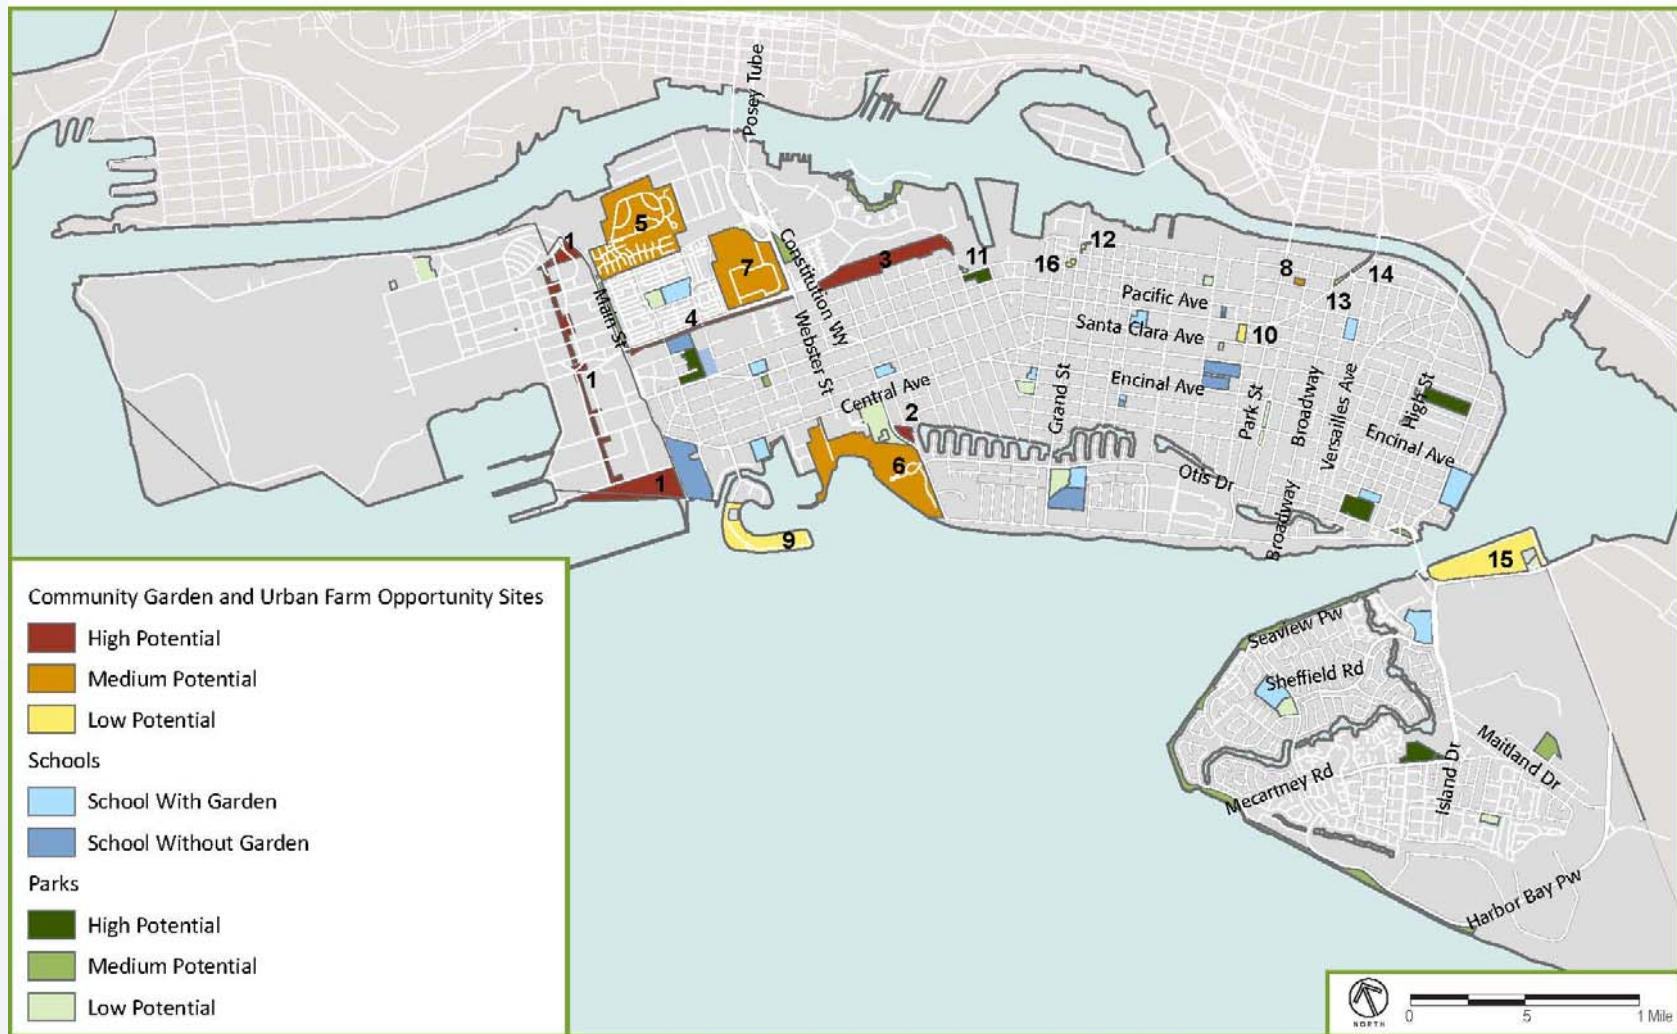 Posey Tube
1
5
7
Constitution Wy
3
11
12
16
8
14
13
Pacific Ave
Santa Clara Ave
10
Main St
4
Webster St
1
Central Ave
2
Grand St
Encinal Ave
Park St
Broadway
Versailles Ave
High St
Encinal Ave
6
1
Otis Dr
Broadway
9
15
Seaview Pw
Sheffield Rd
Mecartney Rd
Island Dr
Maitland Dr
Harbor Bay Pw
Community Garden and Urban Farm Opportunity Sites
High Potential
Medium Potential
Low Potential
Schools
School With Garden
School Without Garden
Parks
High Potential
Medium Potential
Low Potential
NORTH
0 .5 1 Mile